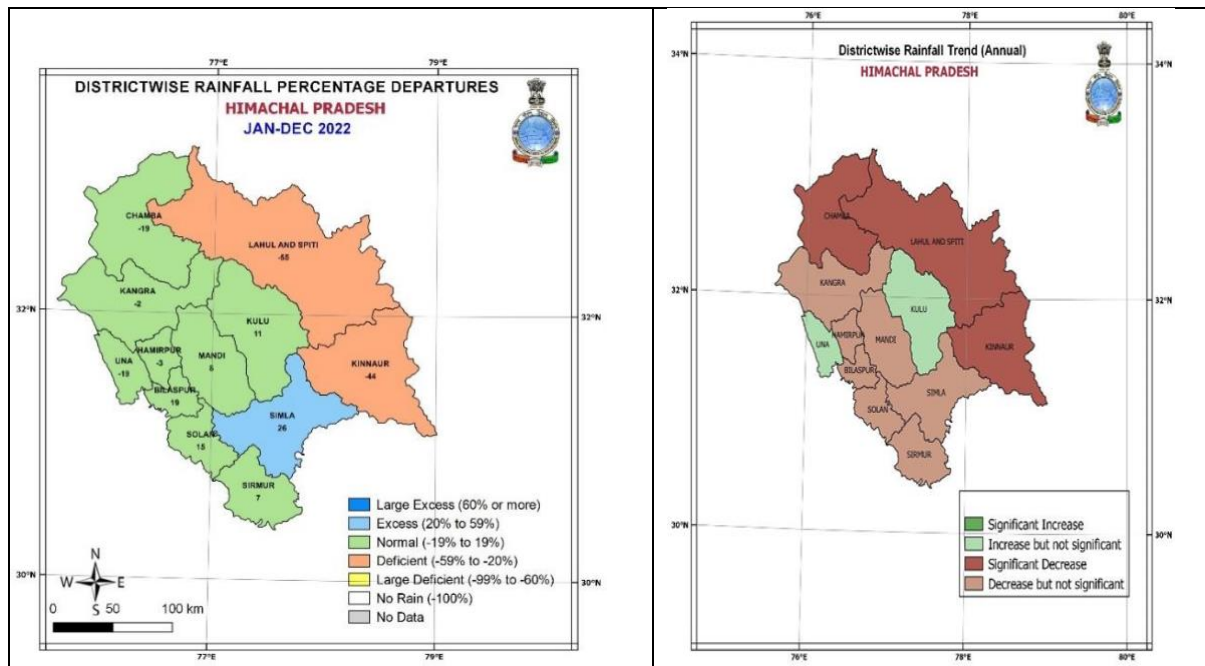 77°E
79°E
DISTRICTWISE RAINFALL PERCENTAGE DEPARTURES
HIMACHAL PRADESH
JAN-DEC 2022
CHAMBA
-19
LAHUL AND SPITI
KANGRA
-2
32°N
32°N
KULU
11
UNA
-19
HAMIRPUR
-3
MANDI
5
KINNAUR
-44
BILASPUR
19
SIMLA
26
SOLAN
15
SIRMUR
7
Large Excess (60% or more)
Excess (20% to 59%)
Normal (-19% to 19%)
Deficient (-59% to -20%)
Large Deficient (-99% to -60%)
No Rain (-100%)
No Data
N
W E
S
0 50 100 km
30°N
30°N
77°E
79°E
76°E
78°E
80°E
34°N
34°N
Districtwise Rainfall Trend (Annual)
HIMACHAL PRADESH
CHAMBA
LAHUL AND SPITI
KANGRA
32°N
32°N
KULU
UNA
HAMIRPUR
MANDI
KINNAUR
BILASPUR
SIMLA
SOLAN
SIRMUR
30°N
30°N
Significant Increase
Increase but not significant
Significant Decrease
Decrease but not significant
76°E
78°E
80°E